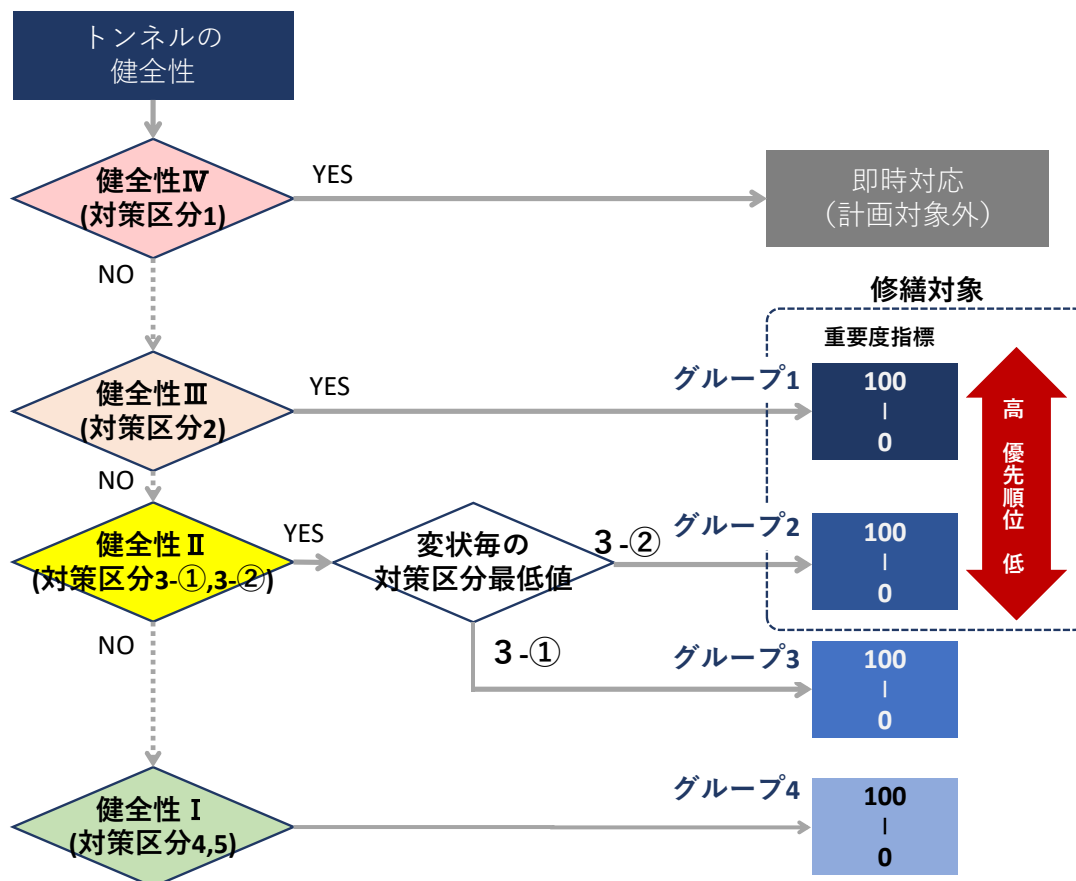 トンネルの
健全性
健全性Ⅳ
(対策区分1)
YES
即時対応
(計画対象外)
NO
修繕対象
重要度指標
健全性Ⅲ
(対策区分2)
YES
グループ1
100
|
0
高 優先順位 低
NO
健全性Ⅱ
(対策区分3-①,3-②)
YES
変状毎の
対策区分最低値
3-②
グループ2
100
|
0
NO
3-①
グループ3
100
|
0
健全性Ⅰ
(対策区分4,5)
グループ4
100
|
0